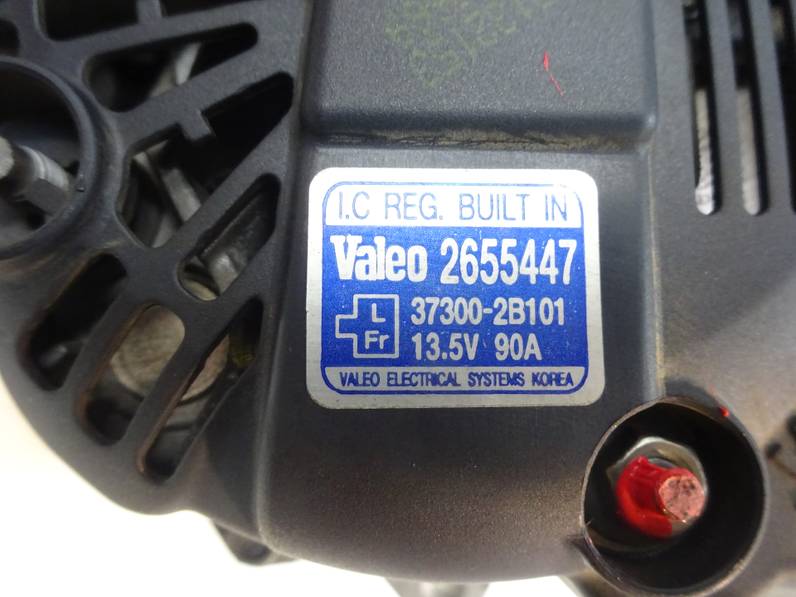 I.C REG. BUILT IN
Valeo 2655447
L 37300-2B101
Fr 13.5V 90A
VALEO ELECTRICAL SYSTEMS KOREA